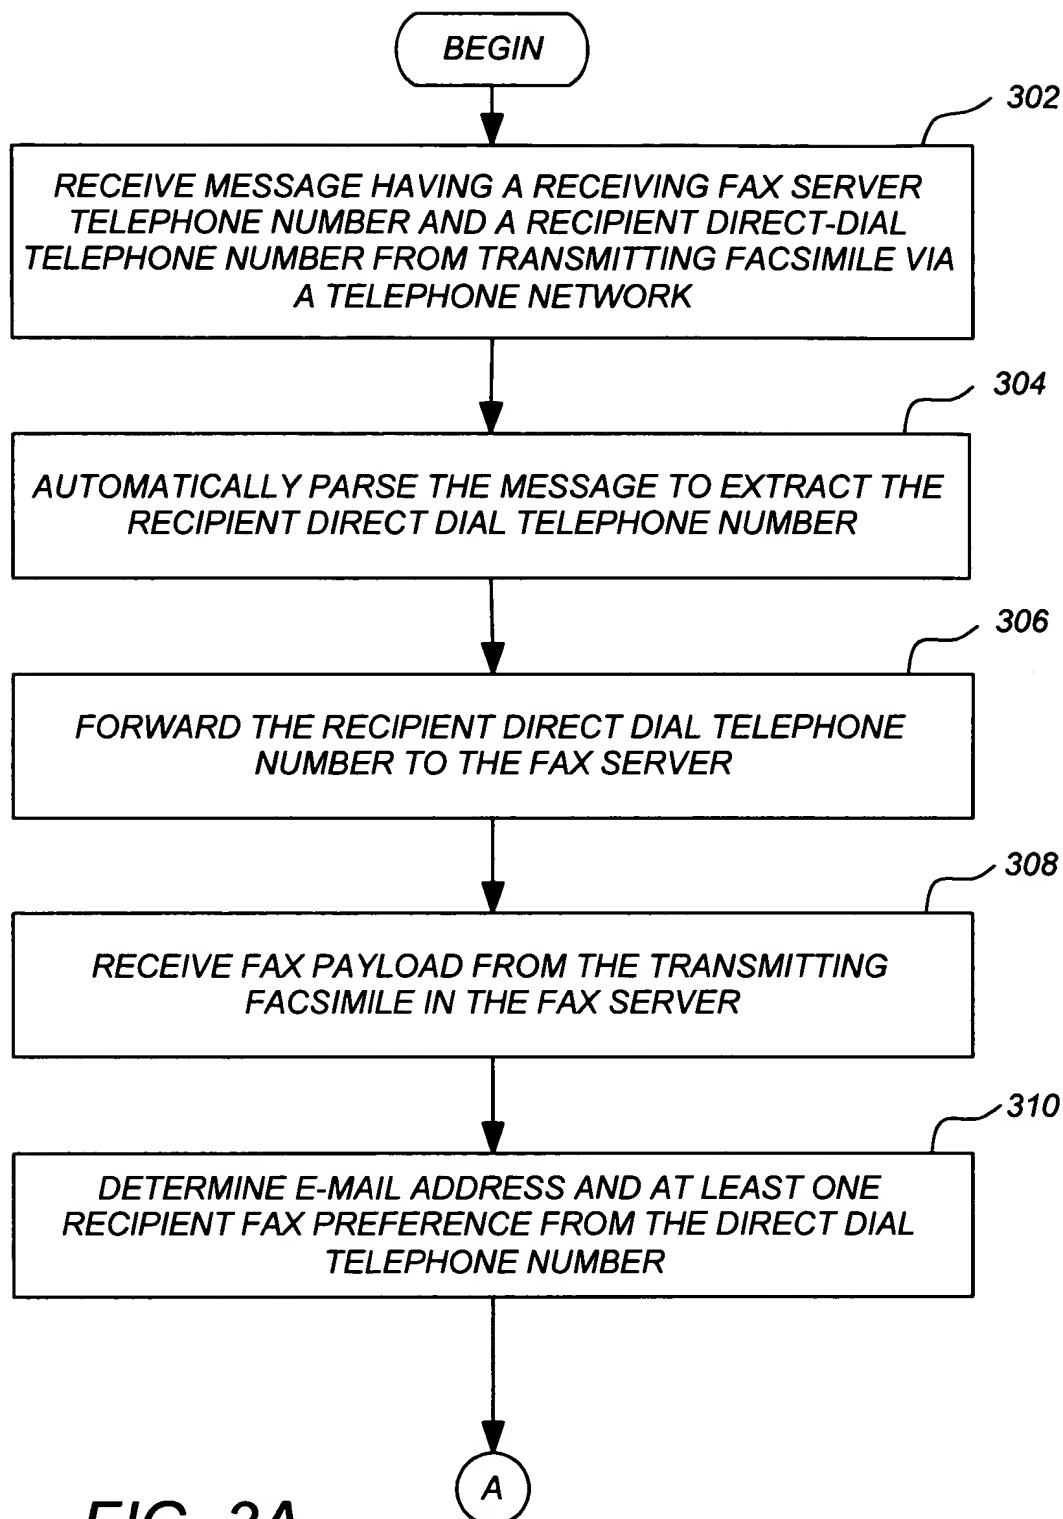 BEGIN
302
RECEIVE MESSAGE HAVING A RECEIVING FAX SERVER
TELEPHONE NUMBER AND A RECIPIENT DIRECT-DIAL
TELEPHONE NUMBER FROM TRANSMITTING FACSIMILE VIA
A TELEPHONE NETWORK
304
AUTOMATICALLY PARSE THE MESSAGE TO EXTRACT THE
RECIPIENT DIRECT DIAL TELEPHONE NUMBER
306
FORWARD THE RECIPIENT DIRECT DIAL TELEPHONE
NUMBER TO THE FAX SERVER
308
RECEIVE FAX PAYLOAD FROM THE TRANSMITTING
FACSIMILE IN THE FAX SERVER
310
DETERMINE E-MAIL ADDRESS AND AT LEAST ONE
RECIPIENT FAX PREFERENCE FROM THE DIRECT DIAL
TELEPHONE NUMBER
A